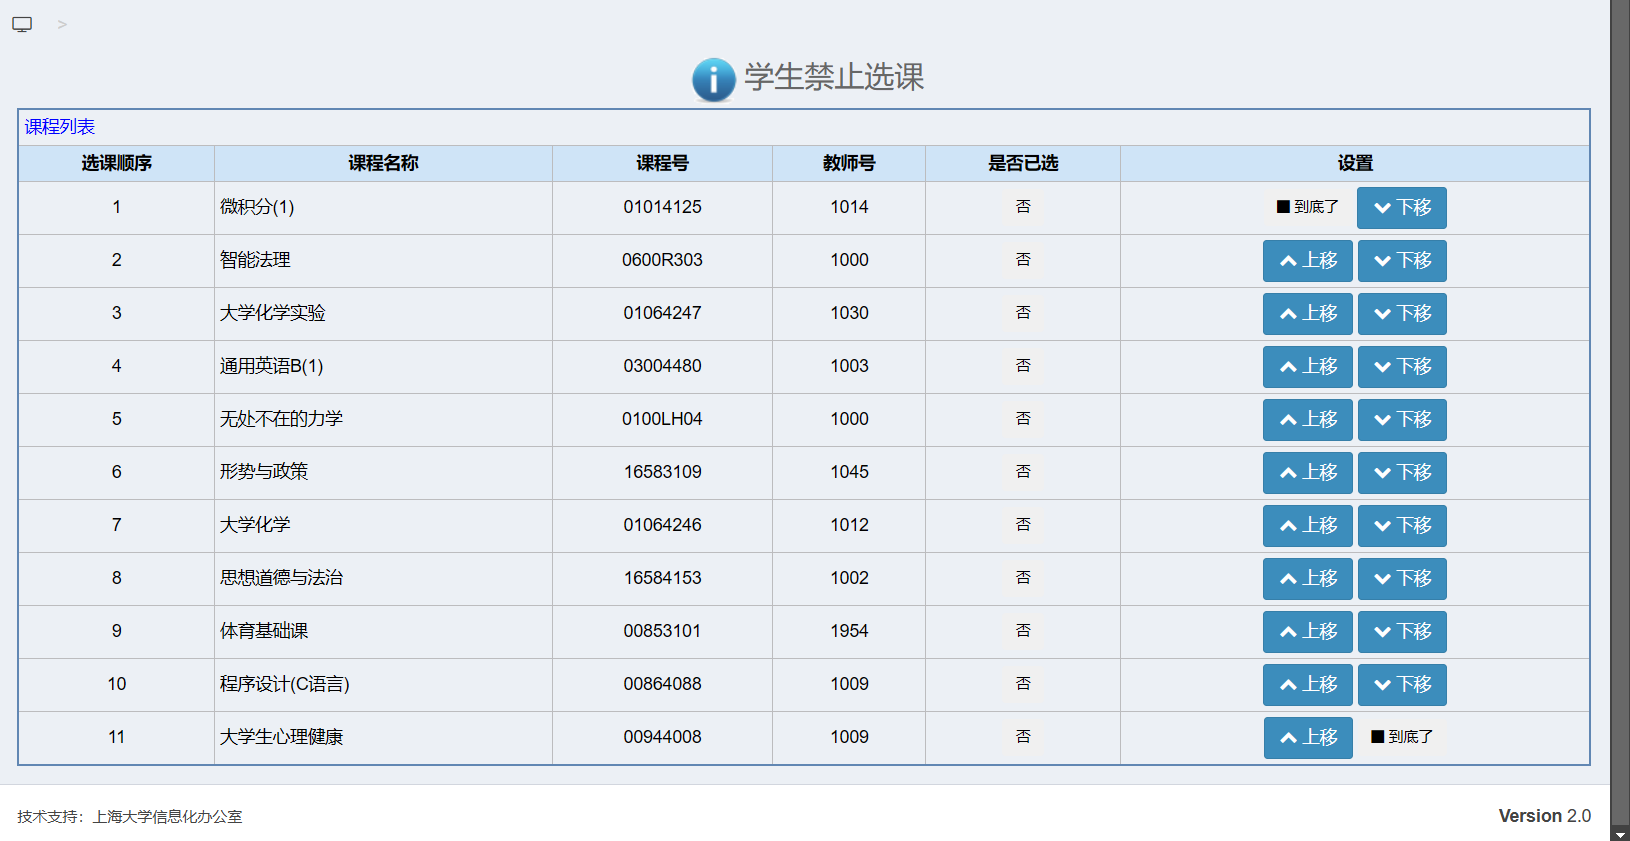 >
学生禁止选课
课程列表
选课顺序 课程名称 课程号 教师号 是否已选 设置
1 微积分(1) 01014125 1014 否 到底了 下移
2 智能法理 0600R303 1000 否 上移 下移
3 大学化学实验 01064247 1030 否 上移 下移
4 通用英语B(1) 03004480 1003 否 上移 下移
5 无处不在的力学 0100LH04 1000 否 上移 下移
6 形势与政策 16583109 1045 否 上移 下移
7 大学化学 01064246 1012 否 上移 下移
8 思想道德与法治 16584153 1002 否 上移 下移
9 体育基础课 00853101 1954 否 上移 下移
10 程序设计(C语言) 00864088 1009 否 上移 下移
11 大学生心理健康 00944008 1009 否 上移 到底了
技术支持：上海大学信息化办公室 Version 2.0